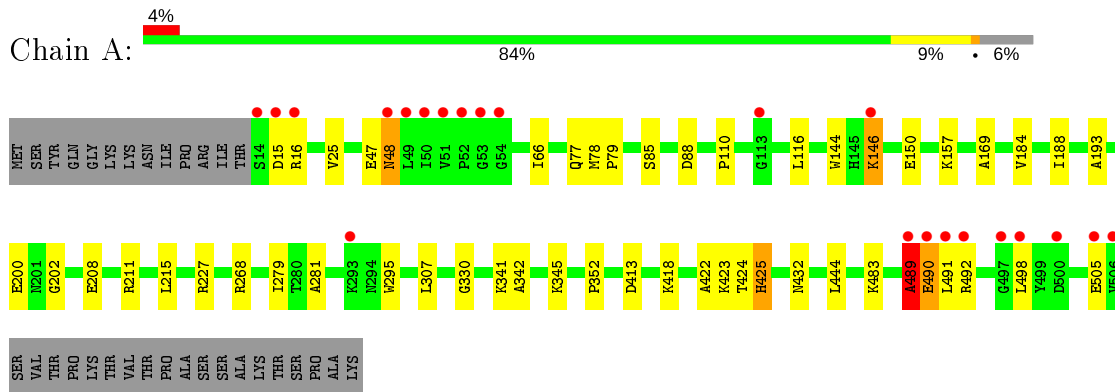 4%
Chain A:
84% 9% • 6%
MET SER TYR GLN GLY LYS LYS ASN ILE PRO ARG ILE THR S14 D15 R16 V25 E47 N48 L49 I50 V51 P52 G53 G54 I66 Q77 M78 P79 S85 D88 P110 G113 L116 W144 H145 K146 E150 K157 A169 V184 I188 A193
E200 N201 G202 E208 R211 L215 R227 R268 I279 T280 A281 K293 N294 W295 L307 G330 K341 A342 K345 P352 D413 K418 A422 K423 T424 H425 N432 L444 K483 A489 E490 L491 R492 G497 L498 Y499 D500 E505 V506
SER VAL THR PRO LYS THR VAL THR PRO ALA SER SER ALA LYS THR SER PRO ALA LYS